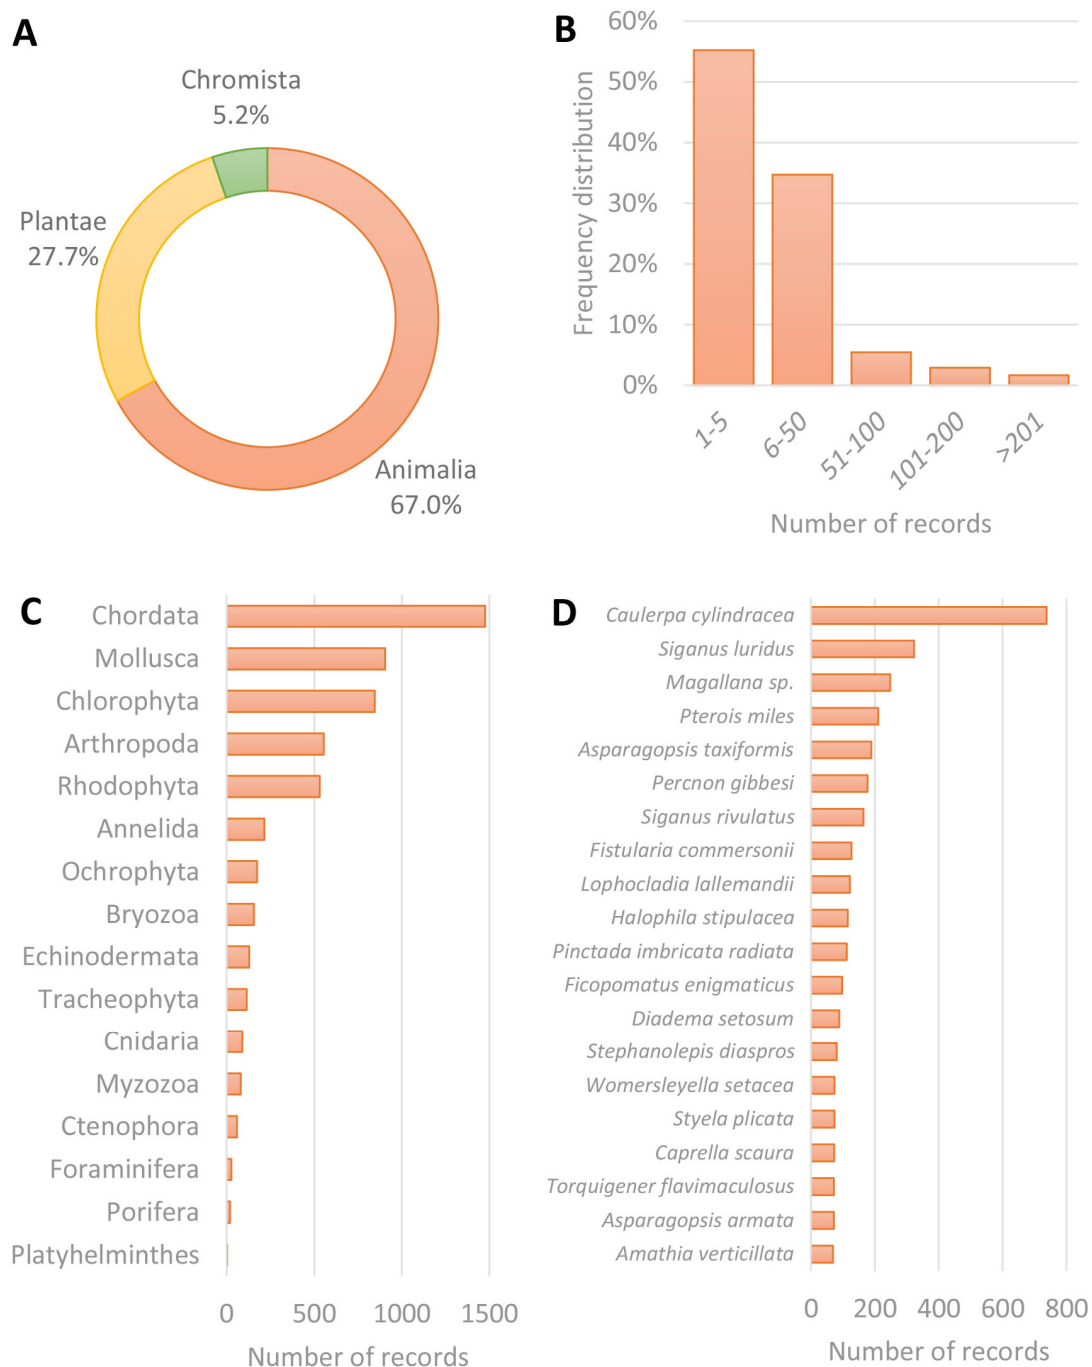 A
Chromista
5.2%
Plantae
27.7%
Animalia
67.0%
B
Frequency distribution
60%
50%
40%
30%
20%
10%
0%
1-5
6-50
51-100
101-200
>201
Number of records
C
Chordata
Mollusca
Chlorophyta
Arthropoda
Rhodophyta
Annelida
Ochrophyta
Bryozoa
Echinodermata
Tracheophyta
Cnidaria
Myzozoa
Ctenophora
Foraminifera
Porifera
Platyhelminthes
0 500 1000 1500
Number of records
D
Caulerpa cylindracea
Siganus luridus
Magallana sp.
Pterois miles
Asparagopsis taxiformis
Percnon gibbesi
Siganus rivulatus
Fistularia commersonii
Lophocladia lallemandii
Halophila stipulacea
Pinctada imbricata radiata
Ficopomatus enigmaticus
Diadema setosum
Stephanolepis diaspros
Womersleyella setacea
Styela plicata
Caprella scaura
Torquigener flavimaculosus
Asparagopsis armata
Amathia verticillata
0 200 400 600 800
Number of records